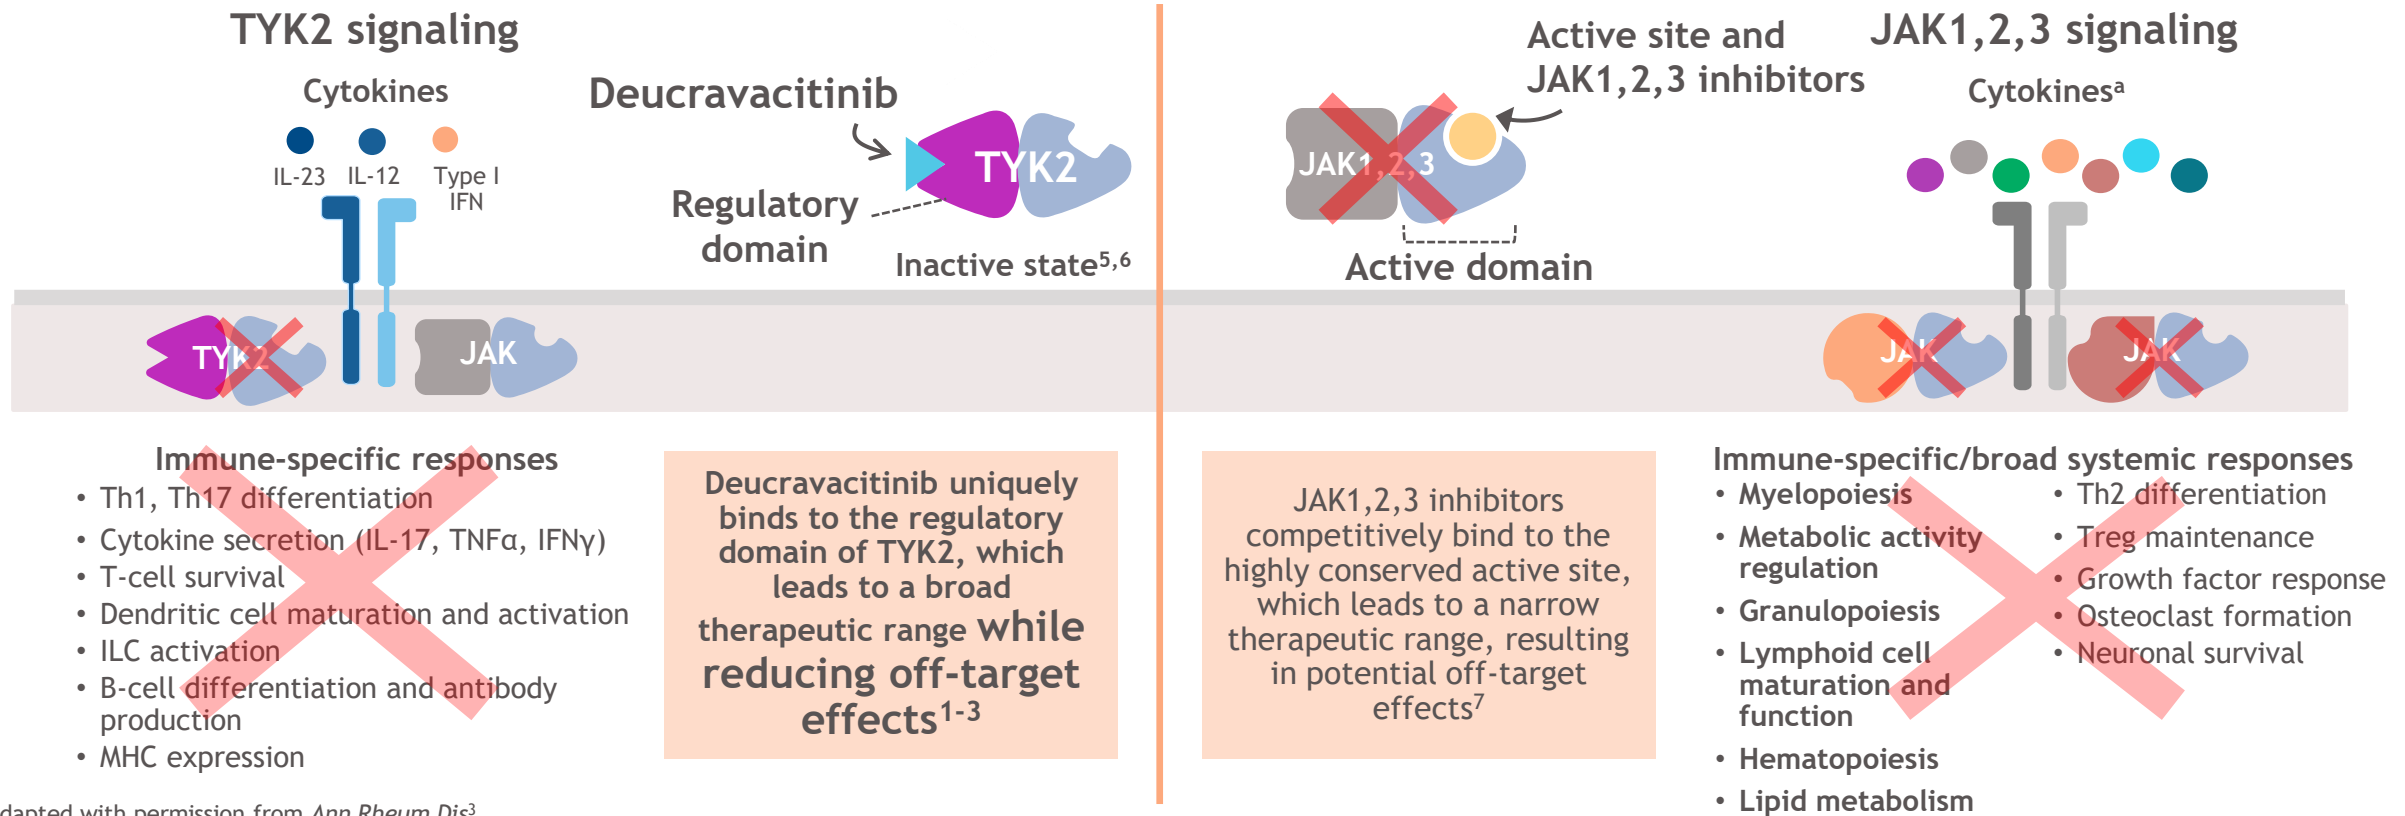 TYK2 signaling
Cytokines
IL-23
IL-12
Type I
IFN
Deucravacitinib
TYK2
Regulatory
domain
Inactive state5,6
TYK2
JAK
Immune-specific responses
• Th1, Th17 differentiation
• Cytokine secretion (IL-17, TNFα, IFNγ)
• T-cell survival
• Dendritic cell maturation and activation
• ILC activation
• B-cell differentiation and antibody
production
• MHC expression
Deucravacitinib uniquely
binds to the regulatory
domain of TYK2, which
leads to a broad
therapeutic range while
reducing off-target
effects1-3
Active site and
JAK1,2,3 inhibitors
JAK1,2,3
Active domain
JAK1,2,3 signaling
Cytokinesa
JAK
JAK
JAK1,2,3 inhibitors
competitively bind to the
highly conserved active site,
which leads to a narrow
therapeutic range, resulting
in potential off-target
effects7
Immune-specific/broad systemic responses
• Myelopoiesis
• Metabolic activity
regulation
• Granulopoiesis
• Lymphoid cell
maturation and
function
• Hematopoiesis
• Lipid metabolism
• Th2 differentiation
• Treg maintenance
• Growth factor response
• Osteoclast formation
• Neuronal survival
dapted with permission from Ann Rheum Dis3